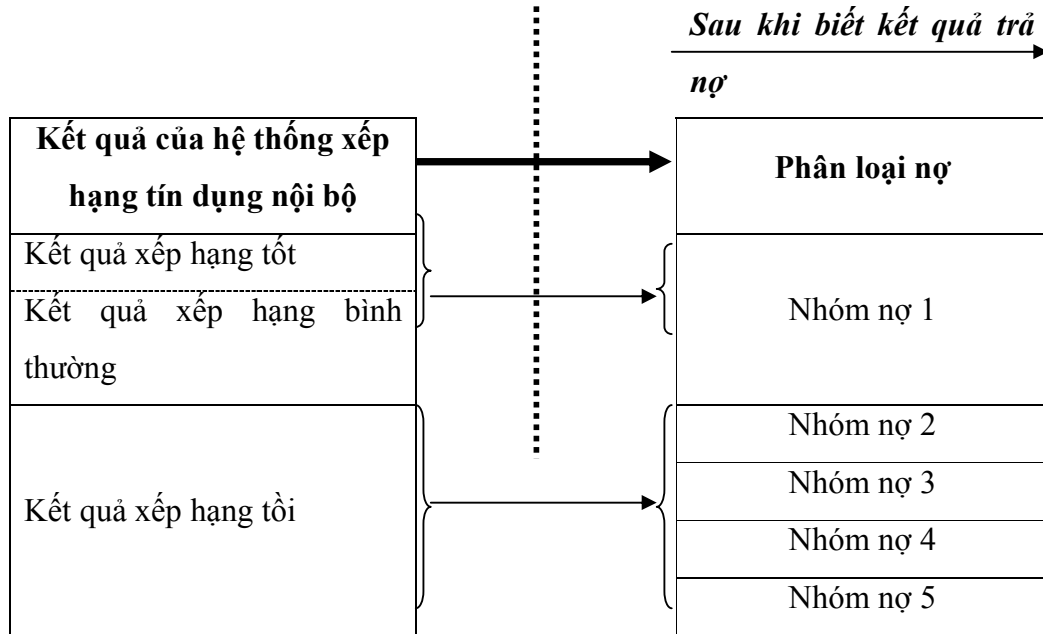 Sau khi biết kết quả trả
nợ
Kết quả của hệ thống xếp
hạng tín dụng nội bộ
Phân loại nợ
Kết quả xếp hạng tốt
Kết quả xếp hạng bình
thường
Nhóm nợ 1
Kết quả xếp hạng tồi
Nhóm nợ 2
Nhóm nợ 3
Nhóm nợ 4
Nhóm nợ 5